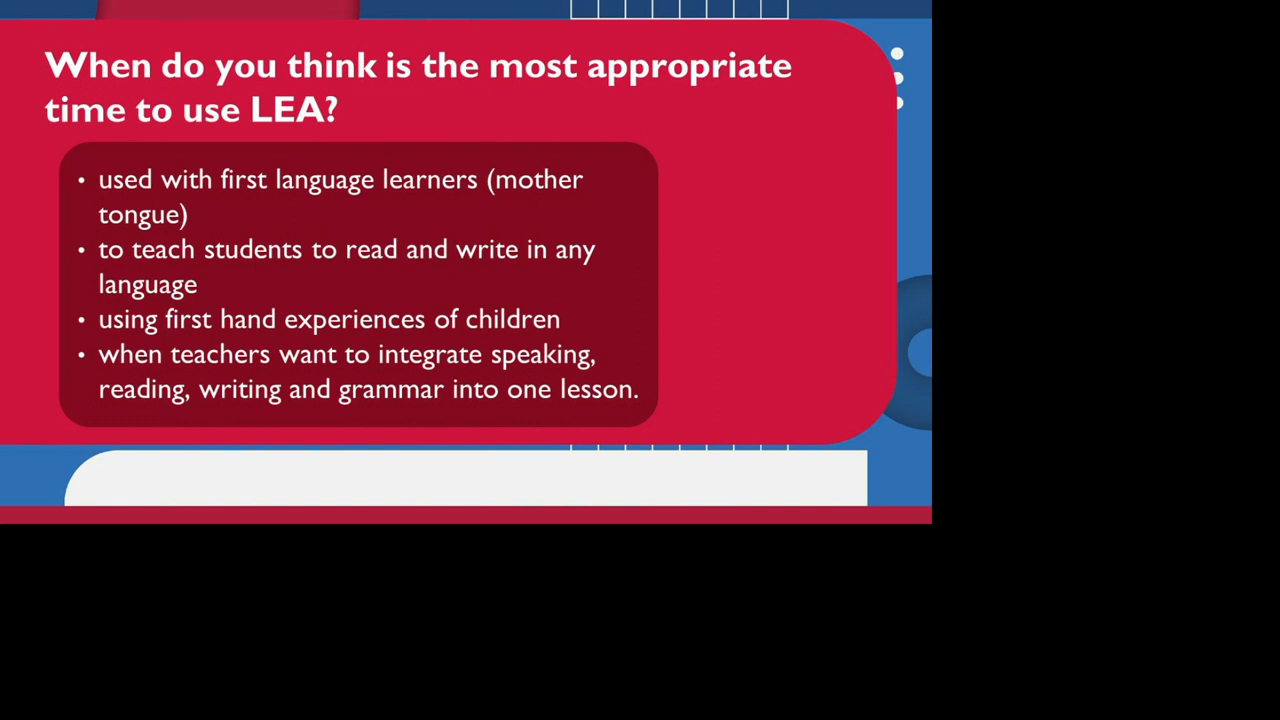 When do you think is the most appropriate
time to use LEA?
• used with first language learners (mother
tongue)
• to teach students to read and write in any
language
• using first hand experiences of children
• when teachers want to integrate speaking,
reading, writing and grammar into one lesson.